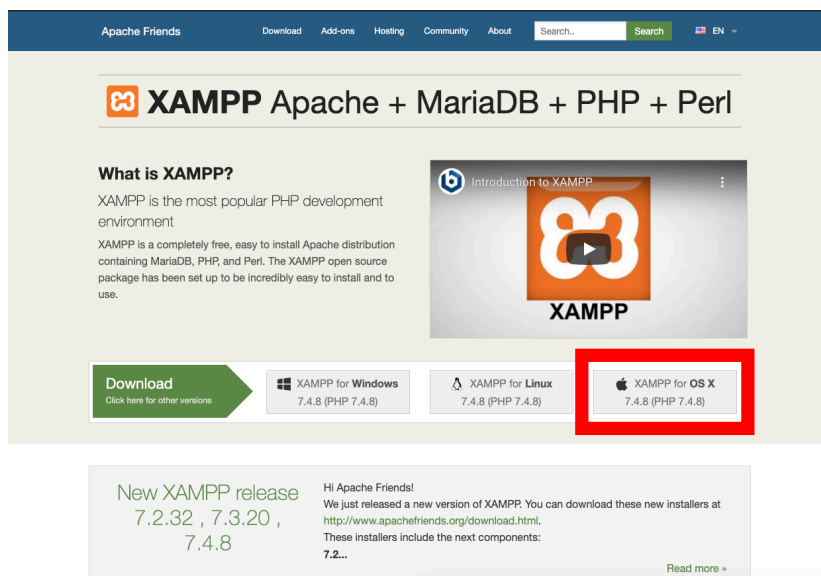 Apache Friends
Download Add-ons Hosting Community About Search.. Search EN
XAMPP Apache + MariaDB + PHP + Perl
What is XAMPP?
XAMPP is the most popular PHP development
environment
XAMPP is a completely free, easy to install Apache distribution
containing MariaDB, PHP, and Perl. The XAMPP open source
package has been set up to be incredibly easy to install and to
use.
Introduction to XAMPP
XAMPP
Download
Click here for other versions
XAMPP for Windows
7.4.8 (PHP 7.4.8)
XAMPP for Linux
7.4.8 (PHP 7.4.8)
XAMPP for OS X
7.4.8 (PHP 7.4.8)
New XAMPP release
7.2.32 , 7.3.20 ,
7.4.8
Hi Apache Friends!
We just released a new version of XAMPP. You can download these new installers at
http://www.apachefriends.org/download.html.
These installers include the next components:
7.2...
Read more »